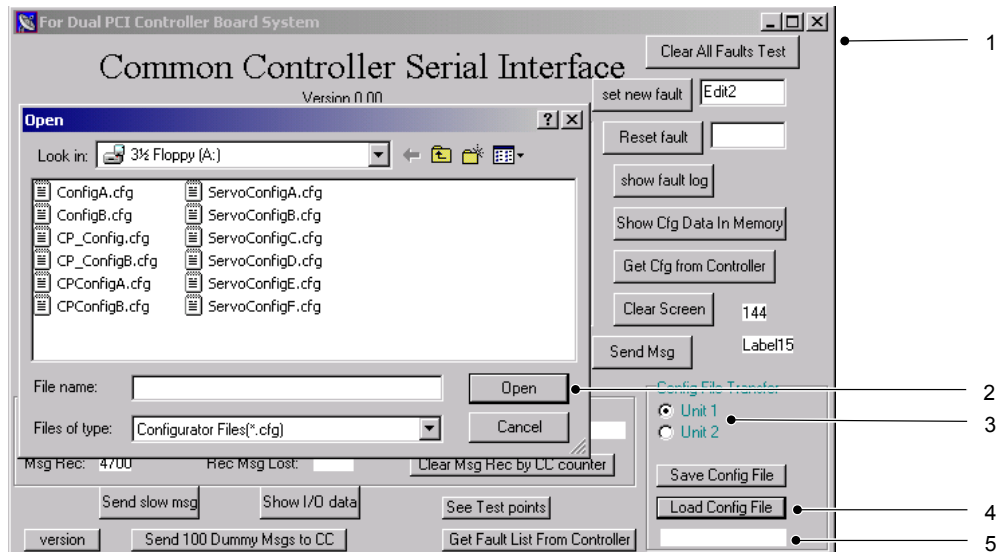 For Dual PCI Controller Board System
Clear All Faults Test
1
Common Controller Serial Interface
Version 0.00
set new fault Edit2
Open
Reset fault
Look in: 3½ Floppy (A:)
show fault log
ConfigA.cfg ServoConfigA.cfg
ConfigB.cfg ServoConfigB.cfg
Show Cfg Data In Memory
CP_Config.cfg ServoConfigC.cfg
CP_ConfigB.cfg ServoConfigD.cfg
Get Cfg from Controller
CPConfigA.cfg ServoConfigE.cfg
CPConfigB.cfg ServoConfigF.cfg
Clear Screen 144
Send Msg Label15
File name: Open
Config File Transfer
2
Unit 1
3
Files of type: Configurator Files(*.cfg) Cancel
Unit 2
Msg Rec: 4700 Rec Msg Lost: Clear Msg Rec by CC counter
Save Config File
Send slow msg Show I/O data See Test points
Load Config File
4
version Send 100 Dummy Msgs to CC Get Fault List From Controller
5